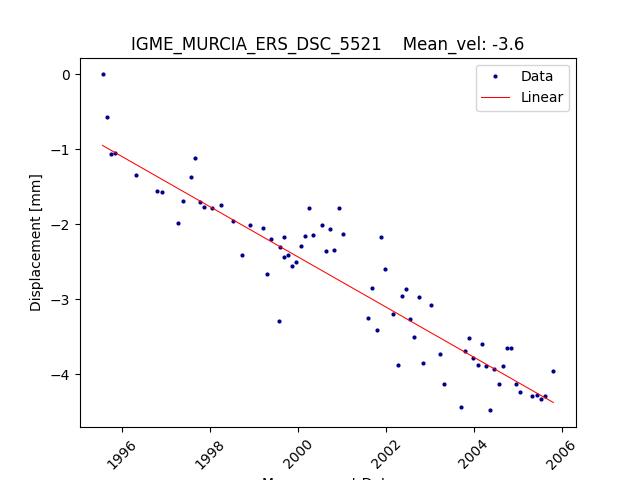 IGME_MURCIA_ERS_DSC_5521    Mean_vel: -3.6
Data
Linear
Displacement [mm]
0
−1
−2
−3
−4
1996
1998
2000
2002
2004
2006